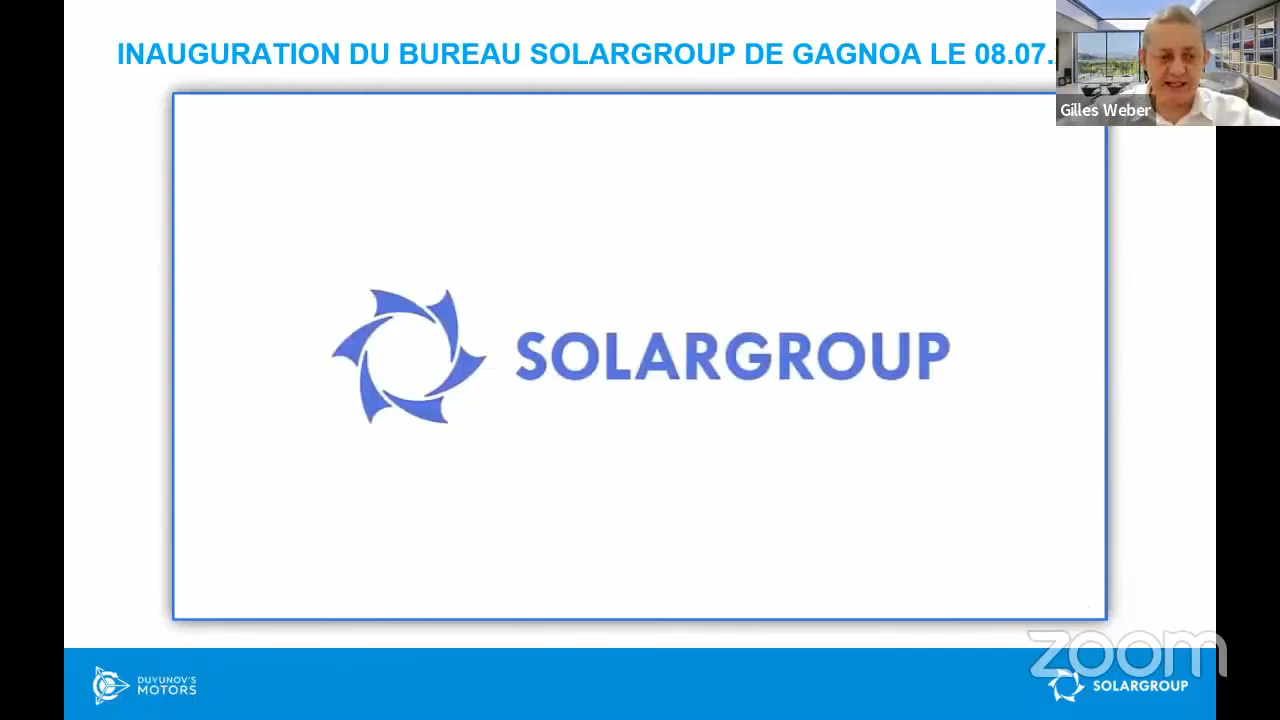 INAUGURATION DU BUREAU SOLARGROUP DE GAGNOA LE 08.07.
Gilles Weber
SOLARGROUP
zoom
DUYUNOV'S
MOTORS
SOLARGROUP